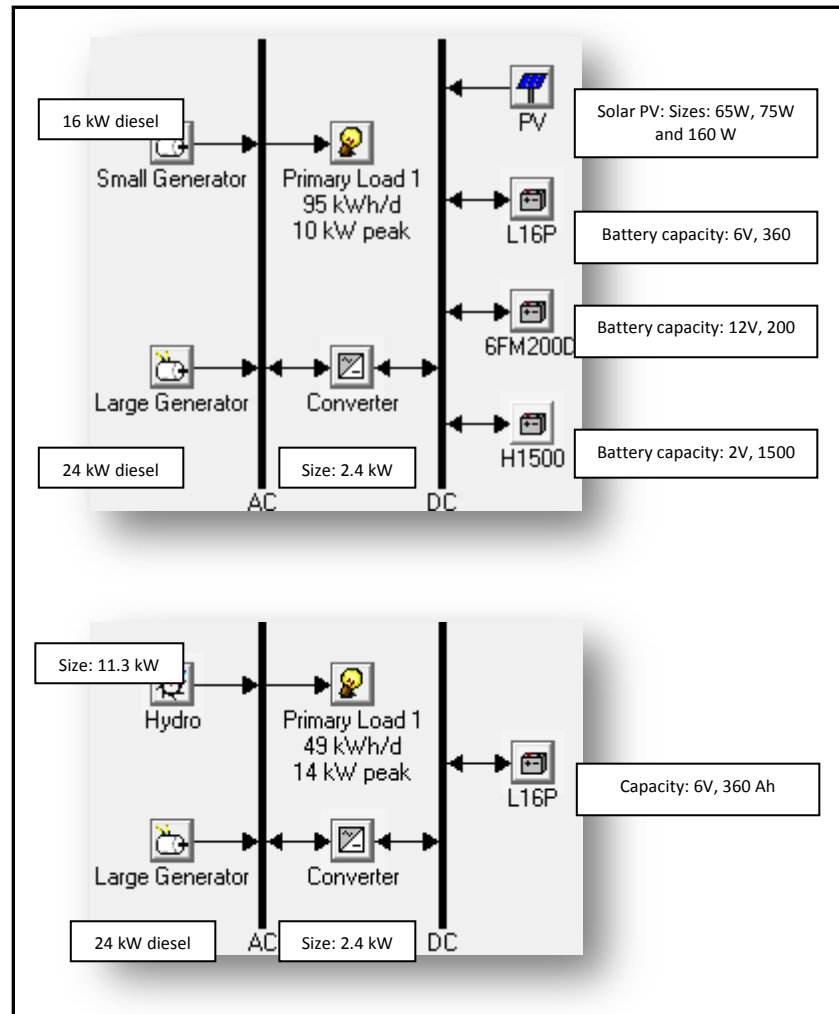 PV
Solar PV: Sizes: 65W, 75W
and 160 W
16 kW diesel
Small Generator
Primary Load 1
95 kWh/d
10 kW peak
L16P
Battery capacity: 6V, 360
6FM200D
Battery capacity: 12V, 200
Large Generator
Converter
H1500
Battery capacity: 2V, 1500
24 kW diesel
Size: 2.4 kW
AC
DC
Size: 11.3 kW
Hydro
Primary Load 1
49 kWh/d
14 kW peak
L16P
Capacity: 6V, 360 Ah
Large Generator
Converter
24 kW diesel
AC
Size: 2.4 kW
DC